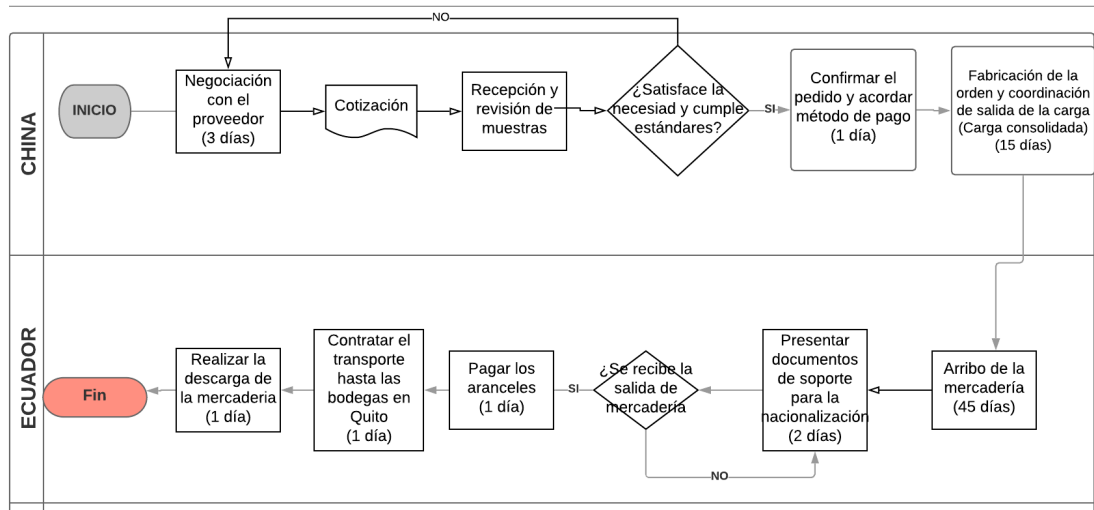 NO
CHINA
INICIO
Negociación
con el
proveedor
(3 días)
Cotización
Recepción y
revisión de
muestras
¿Satisface la
necesiad y cumple
estándares?
SI
Confirmar el
pedido y acordar
método de pago
(1 día)
Fabricación de la
orden y coordinación
de salida de la carga
(Carga consolidada)
(15 días)
ECUADOR
Fin
Realizar la
descarga de
la mercaderia
(1 día)
Contratar el
transporte
hasta las
bodegas en
Quito
(1 día)
Pagar los
aranceles
(1 día)
SI
¿Se recibe la
salida de
mercadería
NO
Presentar
documentos
de soporte
para la
nacionalización
(2 días)
Arribo de la
mercadería
(45 días)